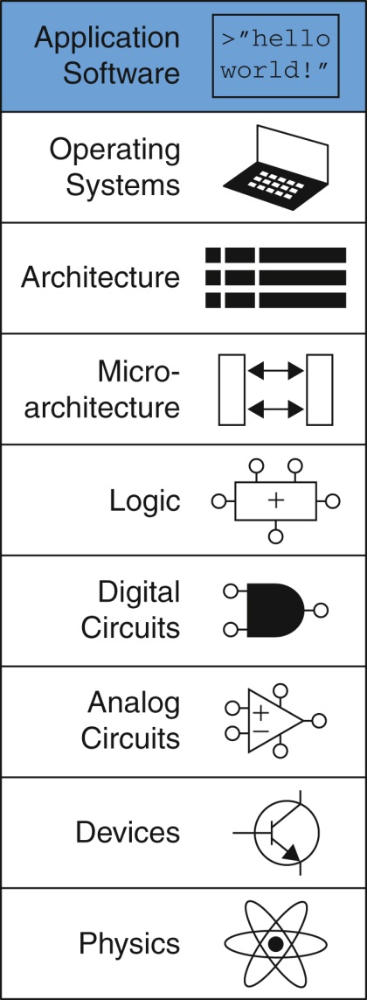 Application
Software
>"hello
world!"
Operating
Systems
Architecture
Micro-
architecture
Logic
+
Digital
Circuits
Analog
Circuits
+
−
Devices
Physics